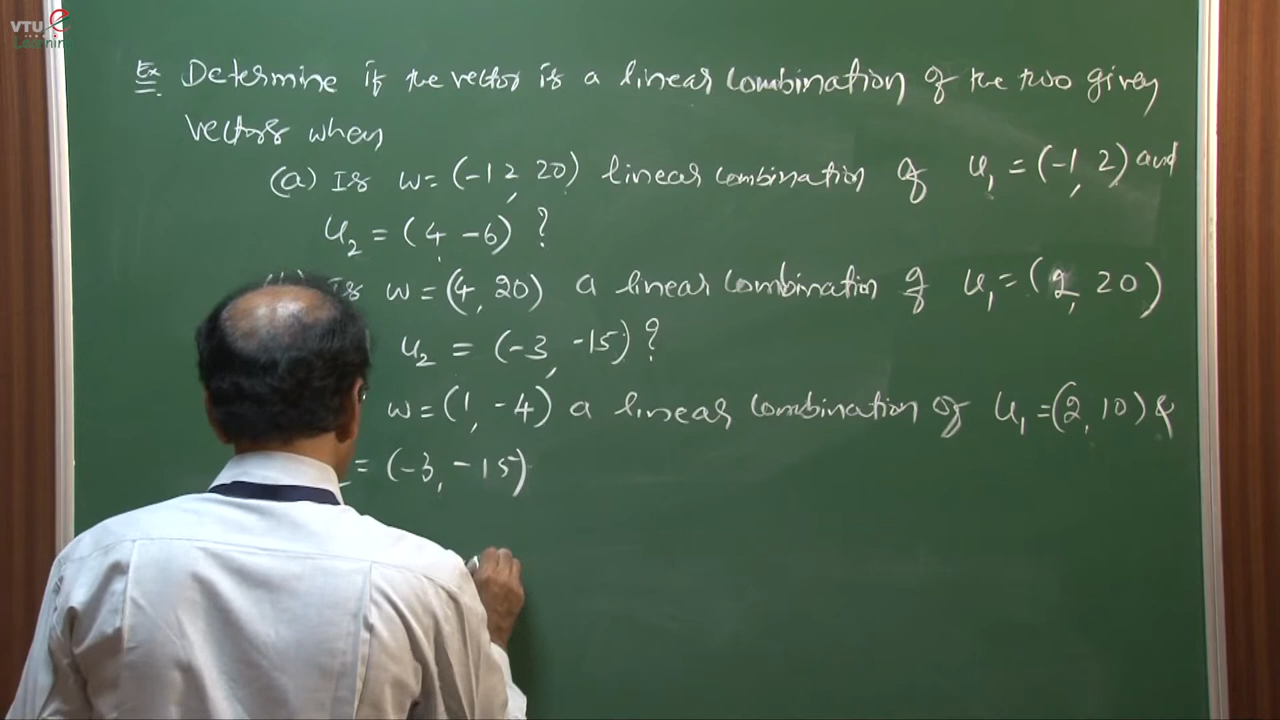 VTU e Learning
Ex Determine if the vector is a linear combination of the two given
vectors when
(a) Is w = (-12, 20) linear combination of u₁ = (-1, 2) and
u₂ = (4, -6) ?
Is w = (4, 20) a linear combination of u₁ = (2, 20)
u₂ = (-3, -15) ?
w = (1, -4) a linear combination of u₁ = (2, 10) &
= (-3, -15)